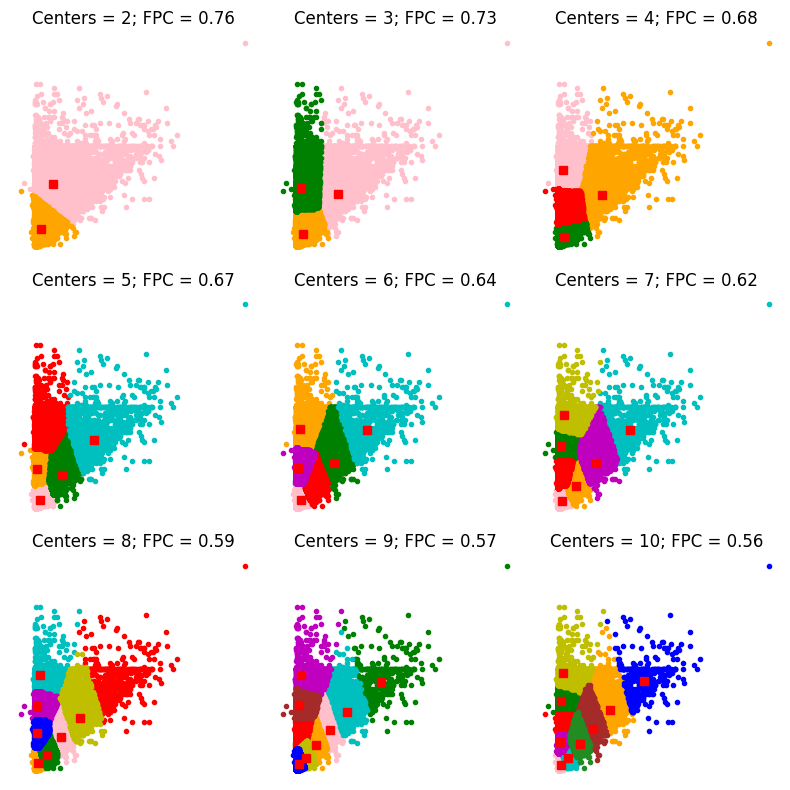 Centers = 2; FPC = 0.76
Centers = 3; FPC = 0.73
Centers = 4; FPC = 0.68
Centers = 5; FPC = 0.67
Centers = 6; FPC = 0.64
Centers = 7; FPC = 0.62
Centers = 8; FPC = 0.59
Centers = 9; FPC = 0.57
Centers = 10; FPC = 0.56